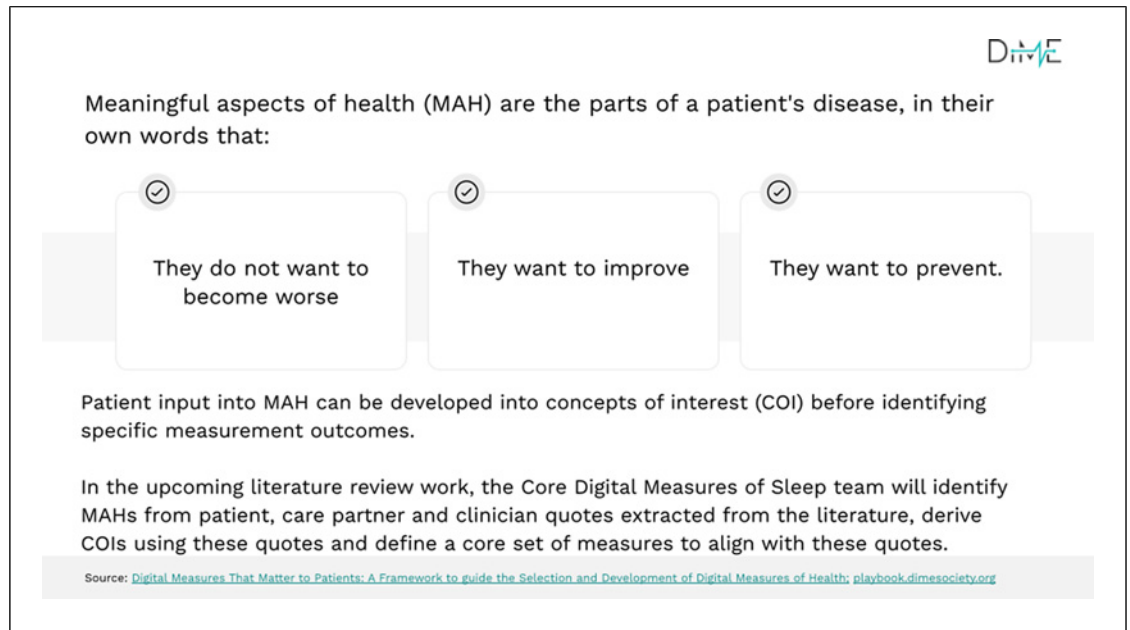 DiME
Meaningful aspects of health (MAH) are the parts of a patient's disease, in their
own words that:
They do not want to
become worse
They want to improve
They want to prevent.
Patient input into MAH can be developed into concepts of interest (COI) before identifying
specific measurement outcomes.
In the upcoming literature review work, the Core Digital Measures of Sleep team will identify
MAHs from patient, care partner and clinician quotes extracted from the literature, derive
COIs using these quotes and define a core set of measures to align with these quotes.
Source: Digital Measures That Matter to Patients: A Framework to guide the Selection and Development of Digital Measures of Health; playbook.dimesociety.org